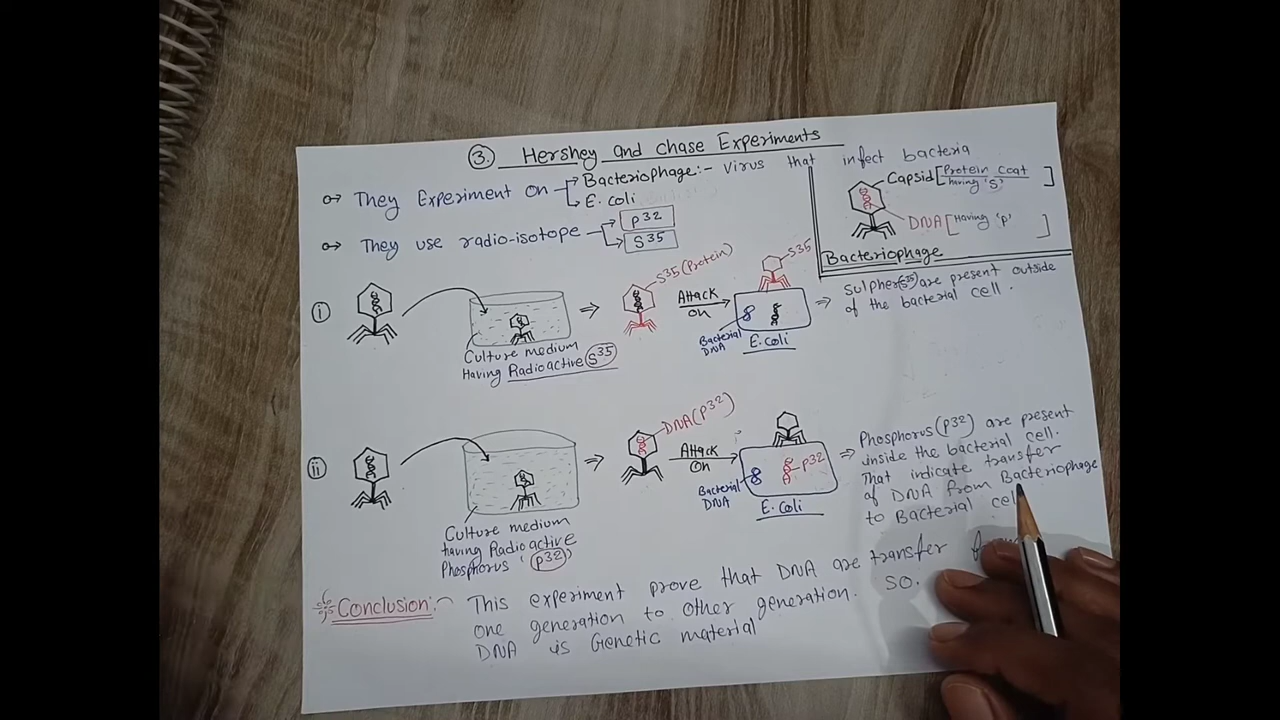 3. Hershey and chase Experiments
They Experiment on
Bacteriophage:- Virus that infect bacteria
E. coli
They use radio-isotope
P32
S35
Capsid [Protein coat having 'S']
DNA [Having 'P']
Bacteriophage
i
Culture medium
Having Radioactive S35
S35 (Protein)
Attack
on
S35
Bacterial
DNA
E. coli
Sulpher(S35) are present outside
of the bacterial cell.
ii
Culture medium
having Radioactive
Phosphorus '(P32)'
DNA(P32)
Attack
on
P32
Bacterial
DNA
E. coli
Phosphorus(P32) are present
inside the bacterial cell.
That indicate transfer
of DNA from Bacteriophage
to Bacterial
Conclusion:-
This experiment prove that DNA are transfer
one generation to other generation. so.
DNA is Genetic material